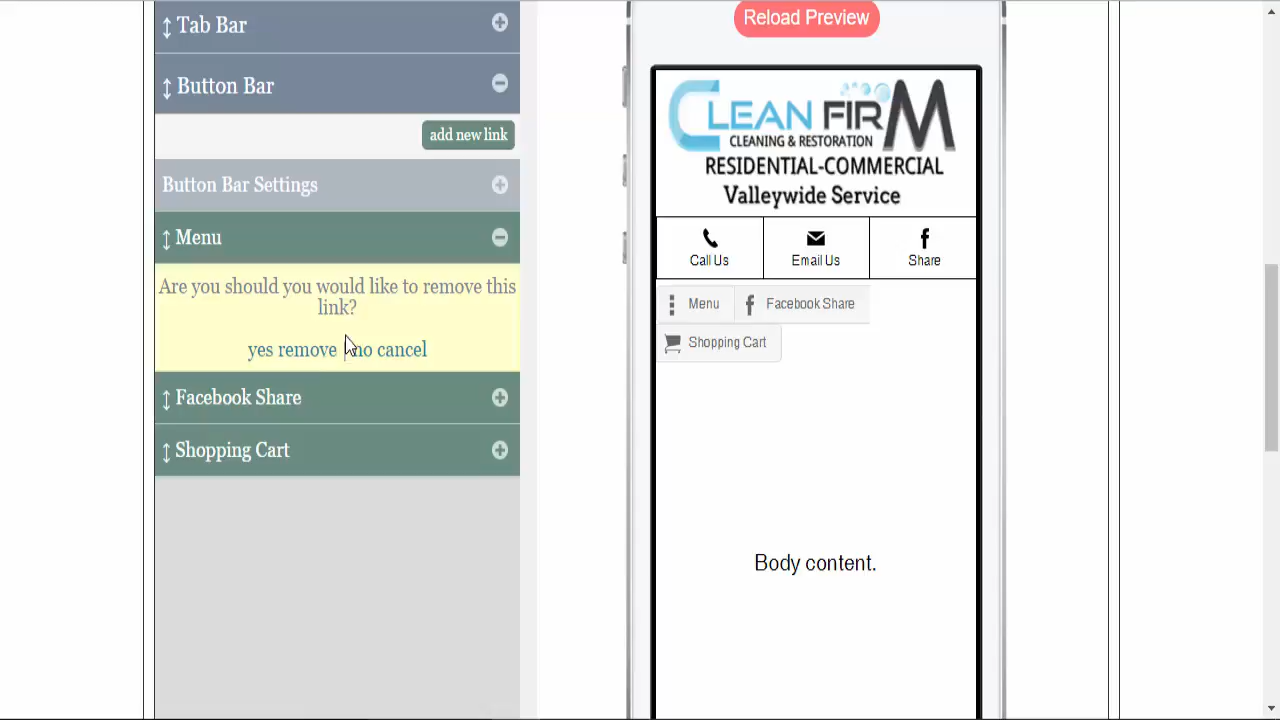 Tab Bar
Button Bar
add new link
Button Bar Settings
Menu
Are you should you would like to remove this
link?
yes remove | no cancel
Facebook Share
Shopping Cart
Reload Preview
CLEAN FIRM
CLEANING & RESTORATION
RESIDENTIAL-COMMERCIAL
Valleywide Service
Call Us Email Us Share
Menu Facebook Share
Shopping Cart
Body content.